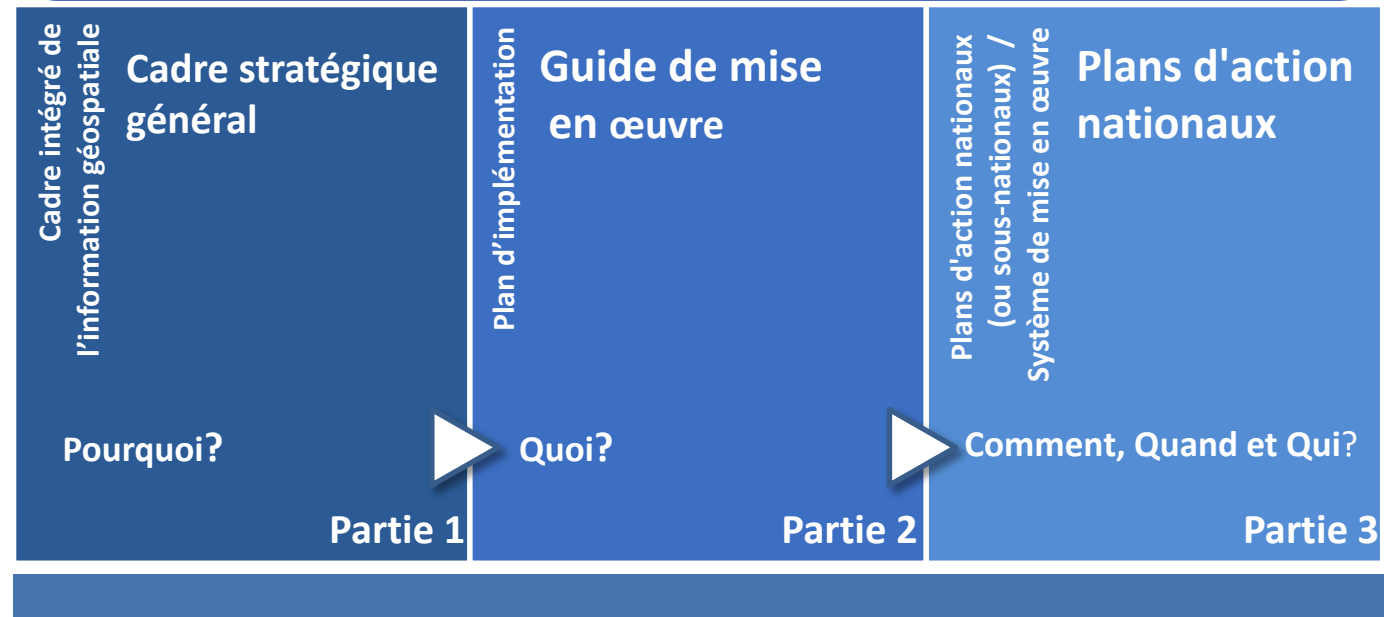 Cadre intégré de
l'information géospatiale
Cadre stratégique
général
Pourquoi?
Partie 1
Plan d’implémentation
Guide de mise
en œuvre
Quoi?
Partie 2
Plans d'action nationaux
(ou sous-nationaux) /
Système de mise en œuvre
Plans d'action
nationaux
Comment, Quand et Qui?
Partie 3